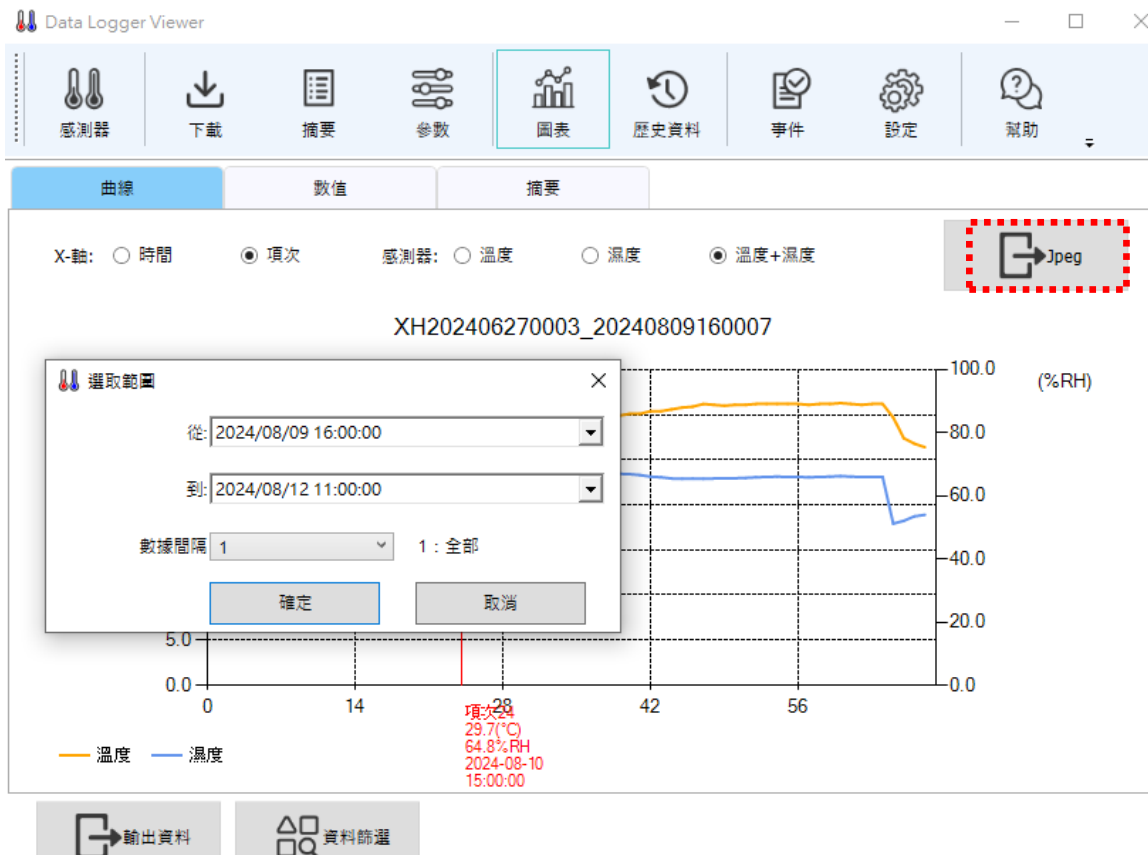 Data Logger Viewer
感測器 下載 摘要 參數 圖表 歷史資料 事件 設定 幫助
曲線 數值 摘要
X-軸: 時間 項次 感測器: 溫度 濕度 溫度+濕度 Jpeg
XH202406270003_20240809160007
選取範圍
從: 2024/08/09 16:00:00
到: 2024/08/12 11:00:00
數據間隔 1 1：全部
確定 取消
100.0 (%RH)
80.0
60.0
40.0
20.0
5.0
0.0 0.0
0 14 28 42 56
項次24
29.7(°C)
64.8%RH
2024-08-10
15:00:00
溫度 濕度
輸出資料 資料篩選